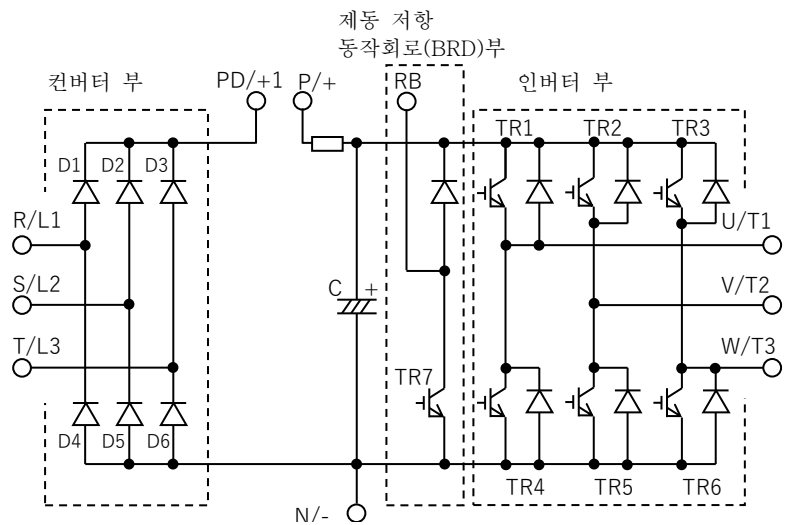 제동 저항
동작회로(BRD)부
컨버터 부
PD/+1
P/+
RB
인버터 부
TR1
TR2
TR3
D1
D2
D3
R/L1
U/T1
S/L2
C
+
V/T2
T/L3
W/T3
TR7
D4
D5
D6
TR4
TR5
TR6
N/-